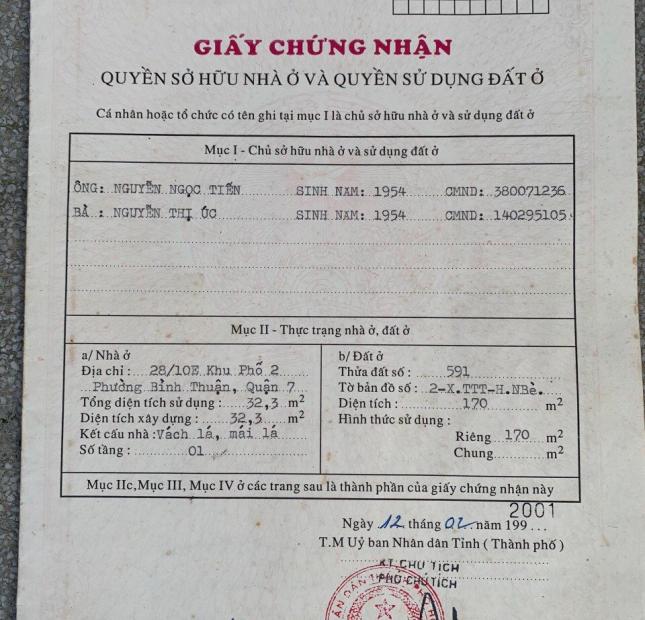 GIẤY CHỨNG NHẬN
QUYỀN SỞ HỮU NHÀ Ở VÀ QUYỀN SỬ DỤNG ĐẤT Ở
Cá nhân hoặc tổ chức có tên ghi tại mục I là chủ sở hữu nhà ở và sử dụng đất ở
Mục I - Chủ sở hữu nhà ở và sử dụng đất ở
ÔNG: NGUYỄN NGỌC TIẾN SINH NĂM: 1954 CMND: 380071236
BÀ : NGUYỄN THỊ ÚC SINH NĂM: 1954 CMND: 140295105
Mục II - Thực trạng nhà ở, đất ở
a/ Nhà ở
Địa chỉ : 28/10E Khu Phố 2
Phường Bình Thuận, Quận 7
Tổng diện tích sử dụng : 32,3 m²
Diện tích xây dựng : 32,3 m²
Kết cấu nhà : Vách lá, mái lá
Số tầng : 01
b/ Đất ở
Thửa đất số : 591
Tờ bản đồ số : 2-X.TTT-H.NBè.
Diện tích : 170 m²
Hình thức sử dụng :
Riêng 170 m²
Chung m²
Mục IIc, Mục III, Mục IV ở các trang sau là thành phần của giấy chứng nhận này
2001
Ngày 12 tháng 02 năm 199 ...
T.M Uỷ ban Nhân dân Tỉnh ( Thành phố )
KT. CHỦ TỊCH
PHÓ CHỦ TỊCH